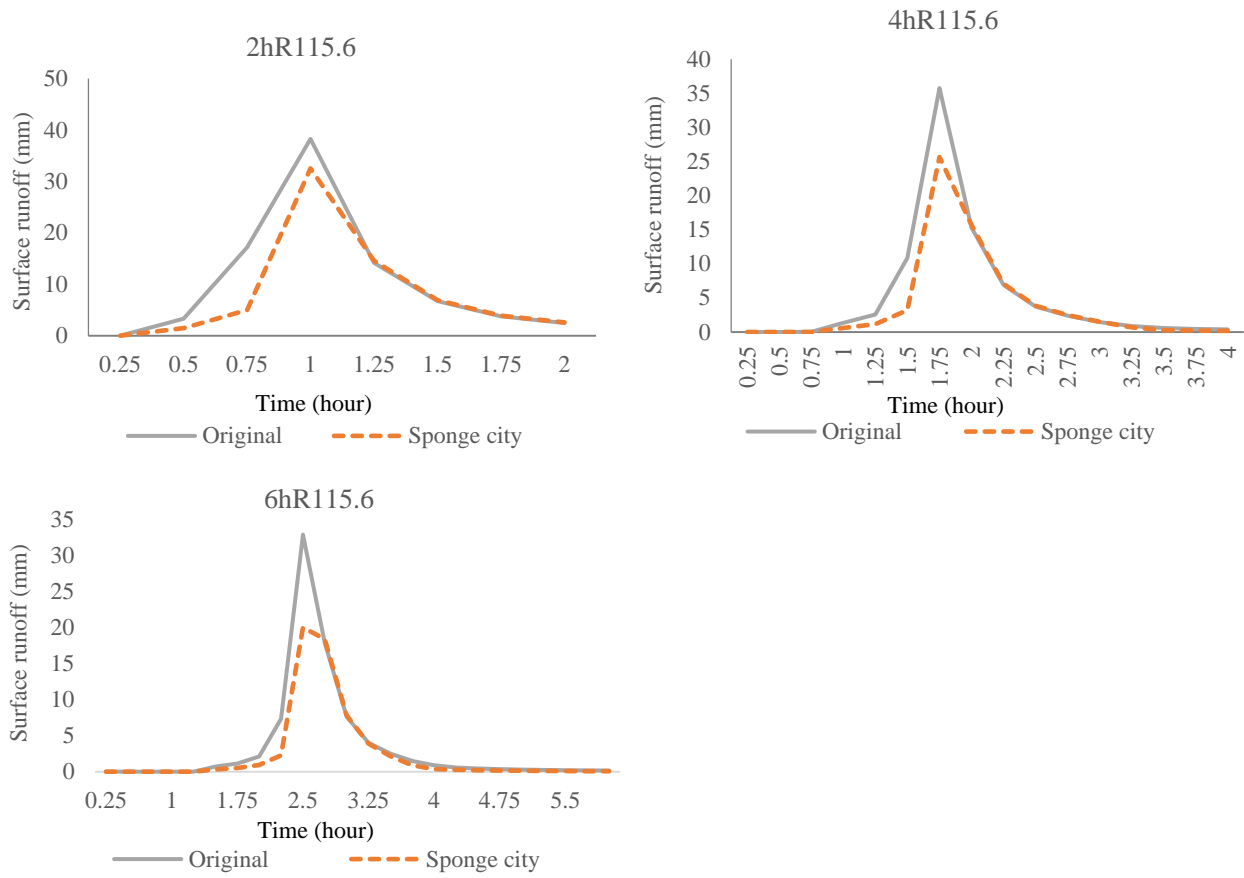 2hR115.6
Surface runoff (mm)
50
40
30
20
10
0
0.25 0.5 0.75 1 1.25 1.5 1.75 2
Time (hour)
Original Sponge city
4hR115.6
Surface runoff (mm)
40
35
30
25
20
15
10
5
0
0.25 0.5 0.75 1 1.25 1.5 1.75 2 2.25 2.5 2.75 3 3.25 3.5 3.75 4
Time (hour)
Original Sponge city
6hR115.6
Surface runoff (mm)
35
30
25
20
15
10
5
0
0.25 1 1.75 2.5 3.25 4 4.75 5.5
Time (hour)
Original Sponge city